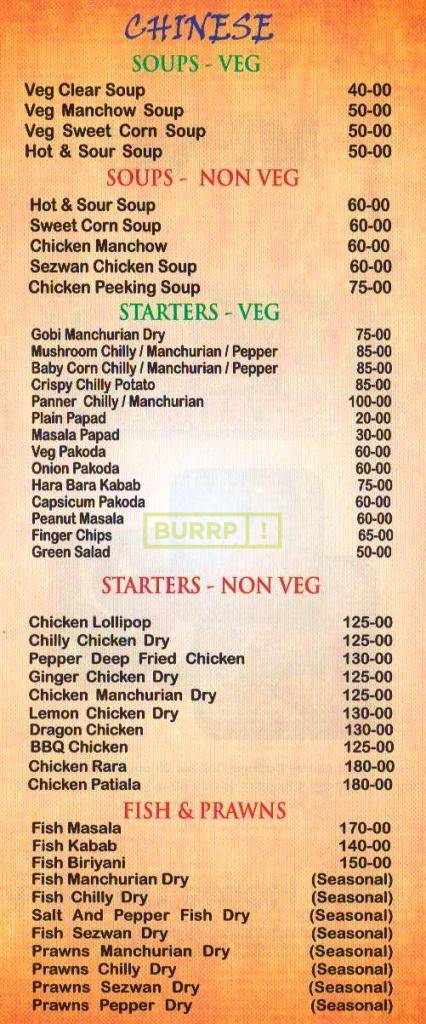 CHINESE
SOUPS - VEG
Veg Clear Soup 40-00
Veg Manchow Soup 50-00
Veg Sweet Corn Soup 50-00
Hot & Sour Soup 50-00
SOUPS - NON VEG
Hot & Sour Soup 60-00
Sweet Corn Soup 60-00
Chicken Manchow 60-00
Sezwan Chicken Soup 60-00
Chicken Peeking Soup 75-00
STARTERS - VEG
Gobi Manchurian Dry 75-00
Mushroom Chilly / Manchurian / Pepper 85-00
Baby Corn Chilly / Manchurian / Pepper 85-00
Crispy Chilly Potato 85-00
Panner Chilly / Manchurian 100-00
Plain Papad 20-00
Masala Papad 30-00
Veg Pakoda 60-00
Onion Pakoda 60-00
Hara Bara Kabab 75-00
Capsicum Pakoda 60-00
Peanut Masala 60-00
BURRP !
Finger Chips 65-00
Green Salad 50-00
STARTERS - NON VEG
Chicken Lollipop 125-00
Chilly Chicken Dry 125-00
Pepper Deep Fried Chicken 130-00
Ginger Chicken Dry 125-00
Chicken Manchurian Dry 125-00
Lemon Chicken Dry 130-00
Dragon Chicken 130-00
BBQ Chicken 125-00
Chicken Rara 180-00
Chicken Patiala 180-00
FISH & PRAWNS
Fish Masala 170-00
Fish Kabab 140-00
Fish Biriyani 150-00
Fish Manchurian Dry (Seasonal)
Fish Chilly Dry (Seasonal)
Salt And Pepper Fish Dry (Seasonal)
Fish Sezwan Dry (Seasonal)
Prawns Manchurian Dry (Seasonal)
Prawns Chilly Dry (Seasonal)
Prawns Sezwan Dry (Seasonal)
Prawns Pepper Dry (Seasonal)